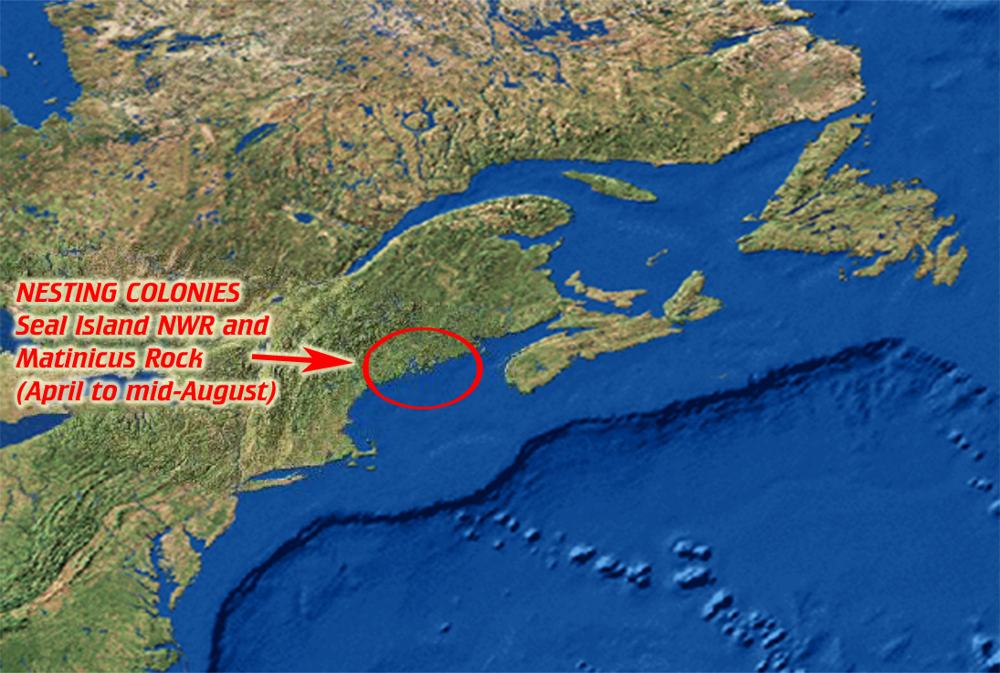 NESTING COLONIES
Seal Island NWR and
Matinicus Rock
(April to mid-August)